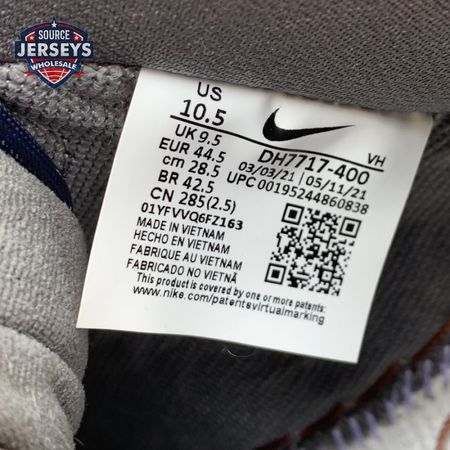 SOURCE
JERSEYS
WHOLESALE
US
10.5
UK 9.5
EUR 44.5
cm 28.5
BR 42.5
CN 285(2.5)
01YFVVQ6FZ163
DH7717-400
VH
03/03/21 | 05/11/21
UPC 00195244860838
MADE IN VIETNAM
HECHO EN VIETNAM
FABRIQUE AU VIETNAM
FABRICADO NO VIETNÃ
This product is covered by one or more patents:
www.nike.com/patentsvirtualmarking